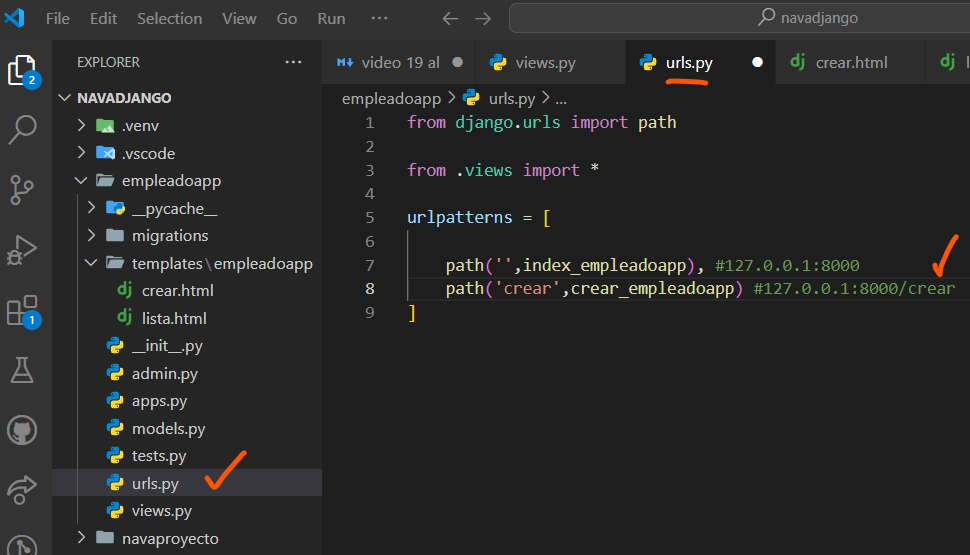 File Edit Selection View Go Run ··· navadjango
EXPLORER ···
NAVADJANGO
.venv
.vscode
empleadoapp
__pycache__
migrations
templates\empleadoapp
crear.html
lista.html
__init__.py
admin.py
apps.py
models.py
tests.py
urls.py
views.py
navaproyecto
2
1
video 19 al views.py urls.py crear.html
empleadoapp > urls.py > ...
1 from django.urls import path
2
3 from .views import *
4
5 urlpatterns = [
6
7 path('',index_empleadoapp), #127.0.0.1:8000
8 path('crear',crear_empleadoapp) #127.0.0.1:8000/crear
9 ]